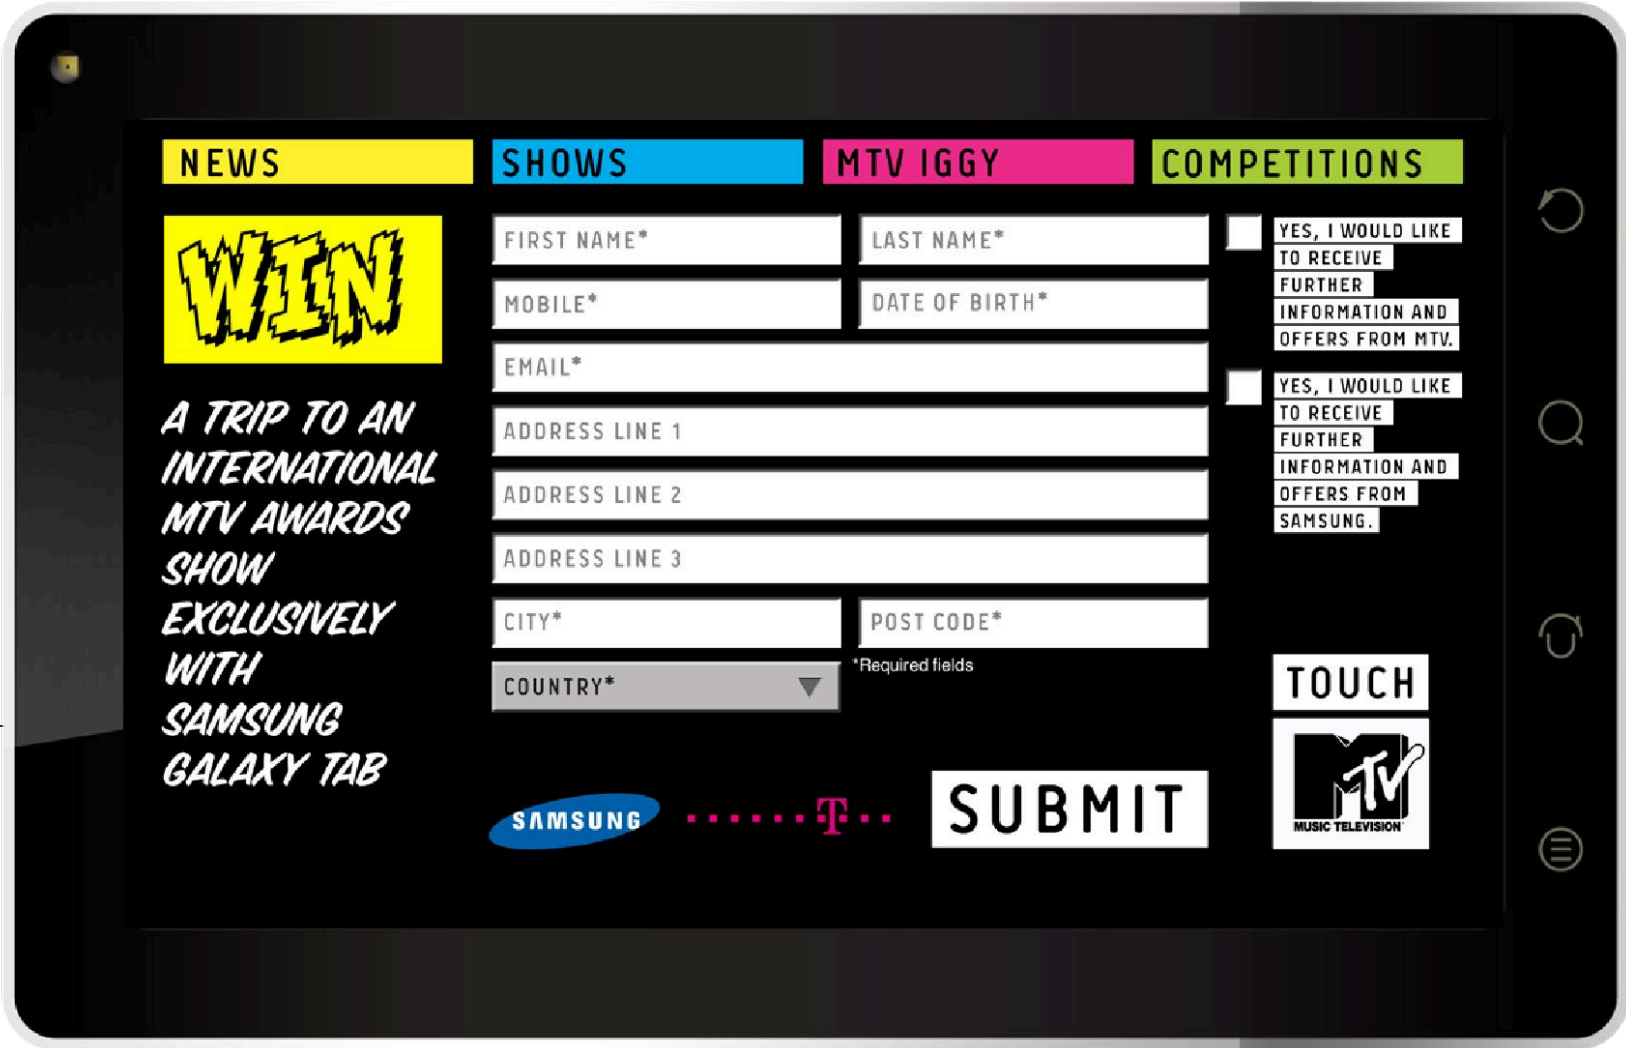 NEWS
SHOWS
MTV IGGY
COMPETITIONS
WIN
A TRIP TO AN
INTERNATIONAL
MTV AWARDS
SHOW
EXCLUSIVELY
WITH
SAMSUNG
GALAXY TAB
FIRST NAME*
LAST NAME*
MOBILE*
DATE OF BIRTH*
EMAIL*
ADDRESS LINE 1
ADDRESS LINE 2
ADDRESS LINE 3
CITY*
POST CODE*
COUNTRY*
*Required fields
YES, I WOULD LIKE
TO RECEIVE
FURTHER
INFORMATION AND
OFFERS FROM MTV.
YES, I WOULD LIKE
TO RECEIVE
FURTHER
INFORMATION AND
OFFERS FROM
SAMSUNG.
SAMSUNG
T
SUBMIT
TOUCH
MTV
MUSIC TELEVISION